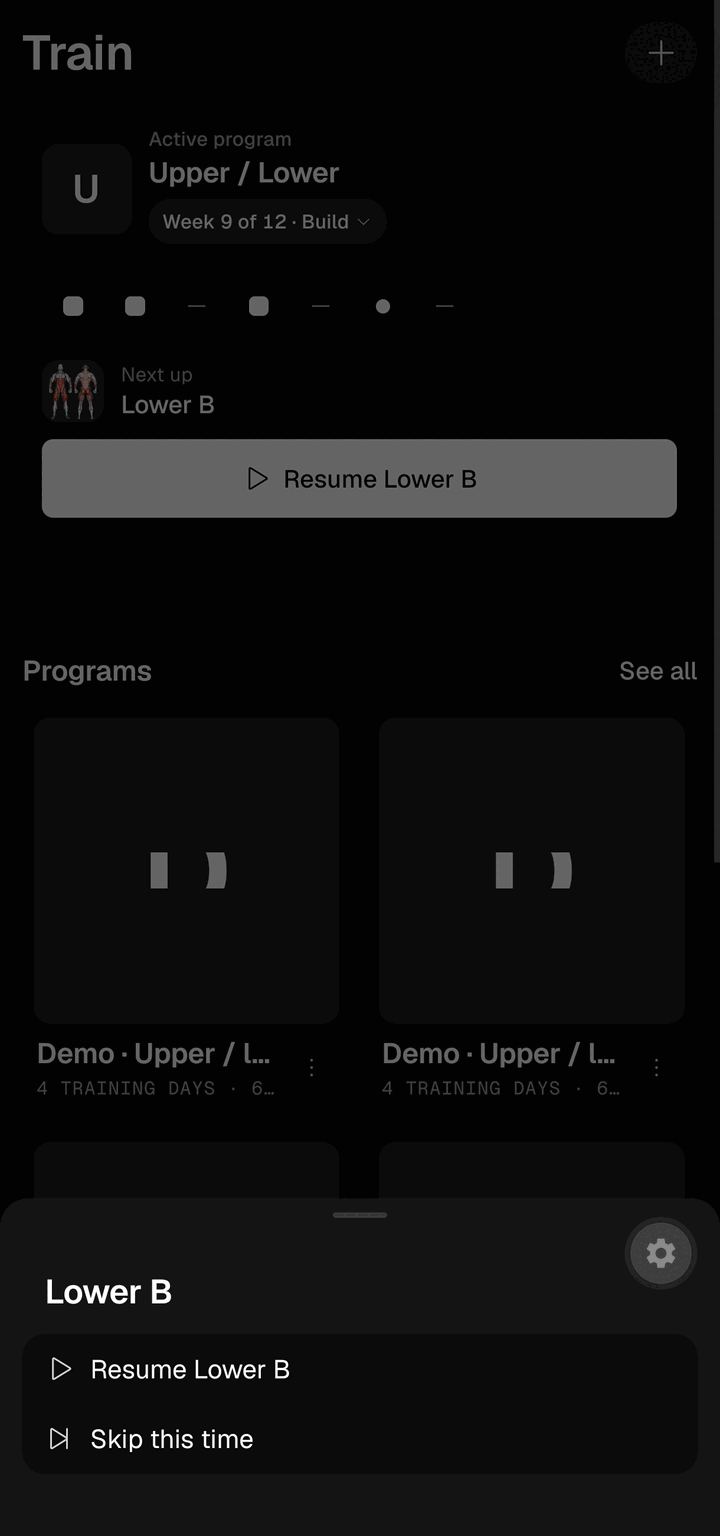 Train
Active program
U
Upper / Lower
Week 9 of 12 · Build
Next up
Lower B
Resume Lower B
Programs
See all
Demo · Upper / l…
4 TRAINING DAYS · 6…
Demo · Upper / l…
4 TRAINING DAYS · 6…
Lower B
Resume Lower B
Skip this time